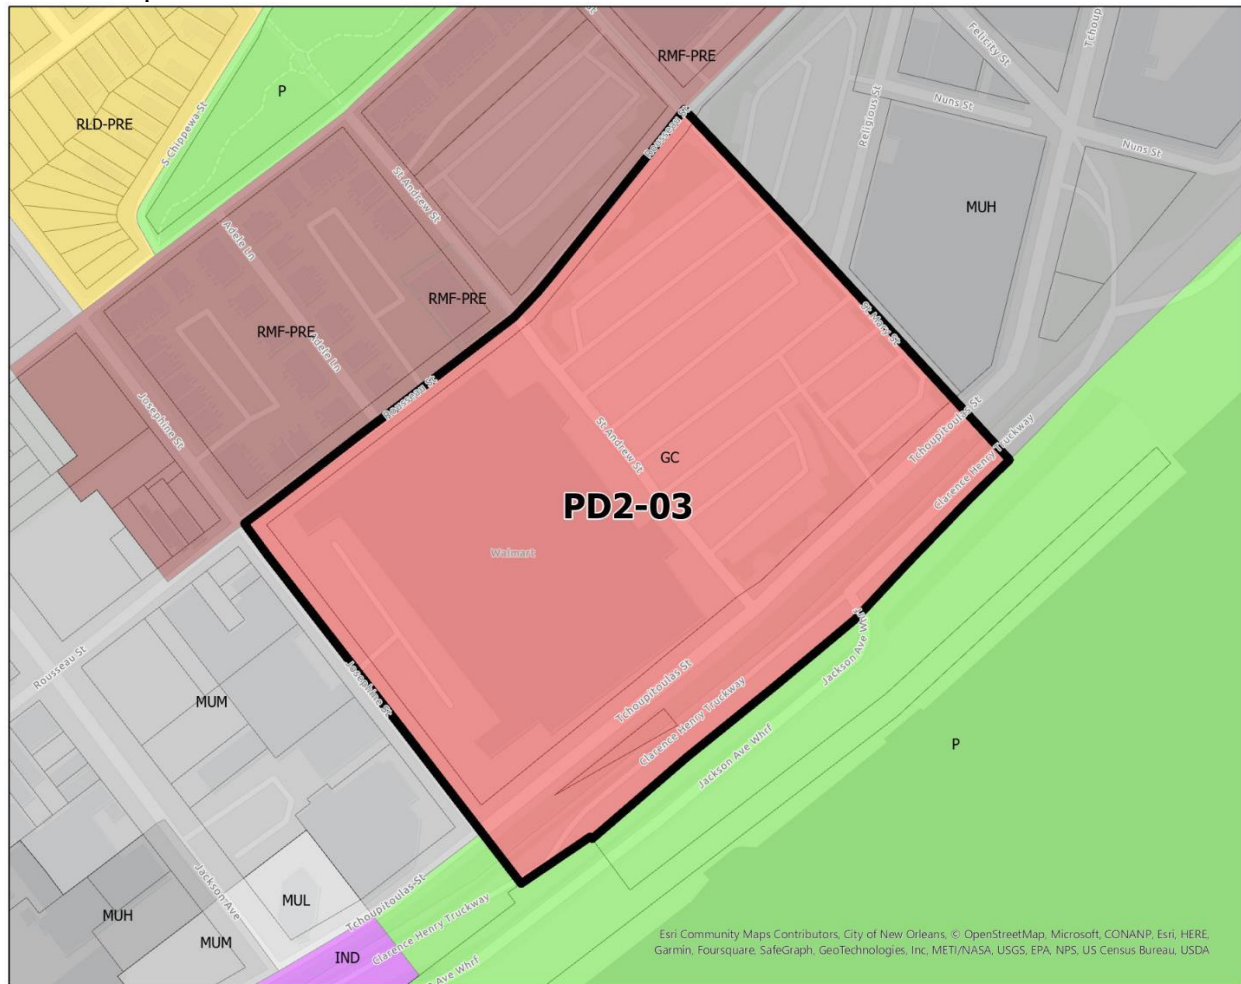 RMF-PRE
Tchoup
Felicity St
P
Nuns St
RLD-PRE
S Chippewa St
Religious St
Rousseau St
Nuns St
St Andrew St
MUH
Adele Ln
RMF-PRE
St Mary St
RMF-PRE
Adele Ln
Rousseau St
Josephine St
Tchoupitoulas St
St Andrew St
GC
Clarence Henry Truckway
PD2-03
Walmart
Jackson Ave Whrf
Rousseau St
Josephine St
Tchoupitoulas St
MUM
Clarence Henry Truckway
Jackson Ave Whrf
P
Jackson Ave
MUL
Tchoupitoulas St
MUH
MUM
Clarence Henry Truckway
IND
Ave Whrf
Esri Community Maps Contributors, City of New Orleans, © OpenStreetMap, Microsoft, CONANP, Esri, HERE,
Garmin, Foursquare, SafeGraph, GeoTechnologies, Inc, METI/NASA, USGS, EPA, NPS, US Census Bureau, USDA